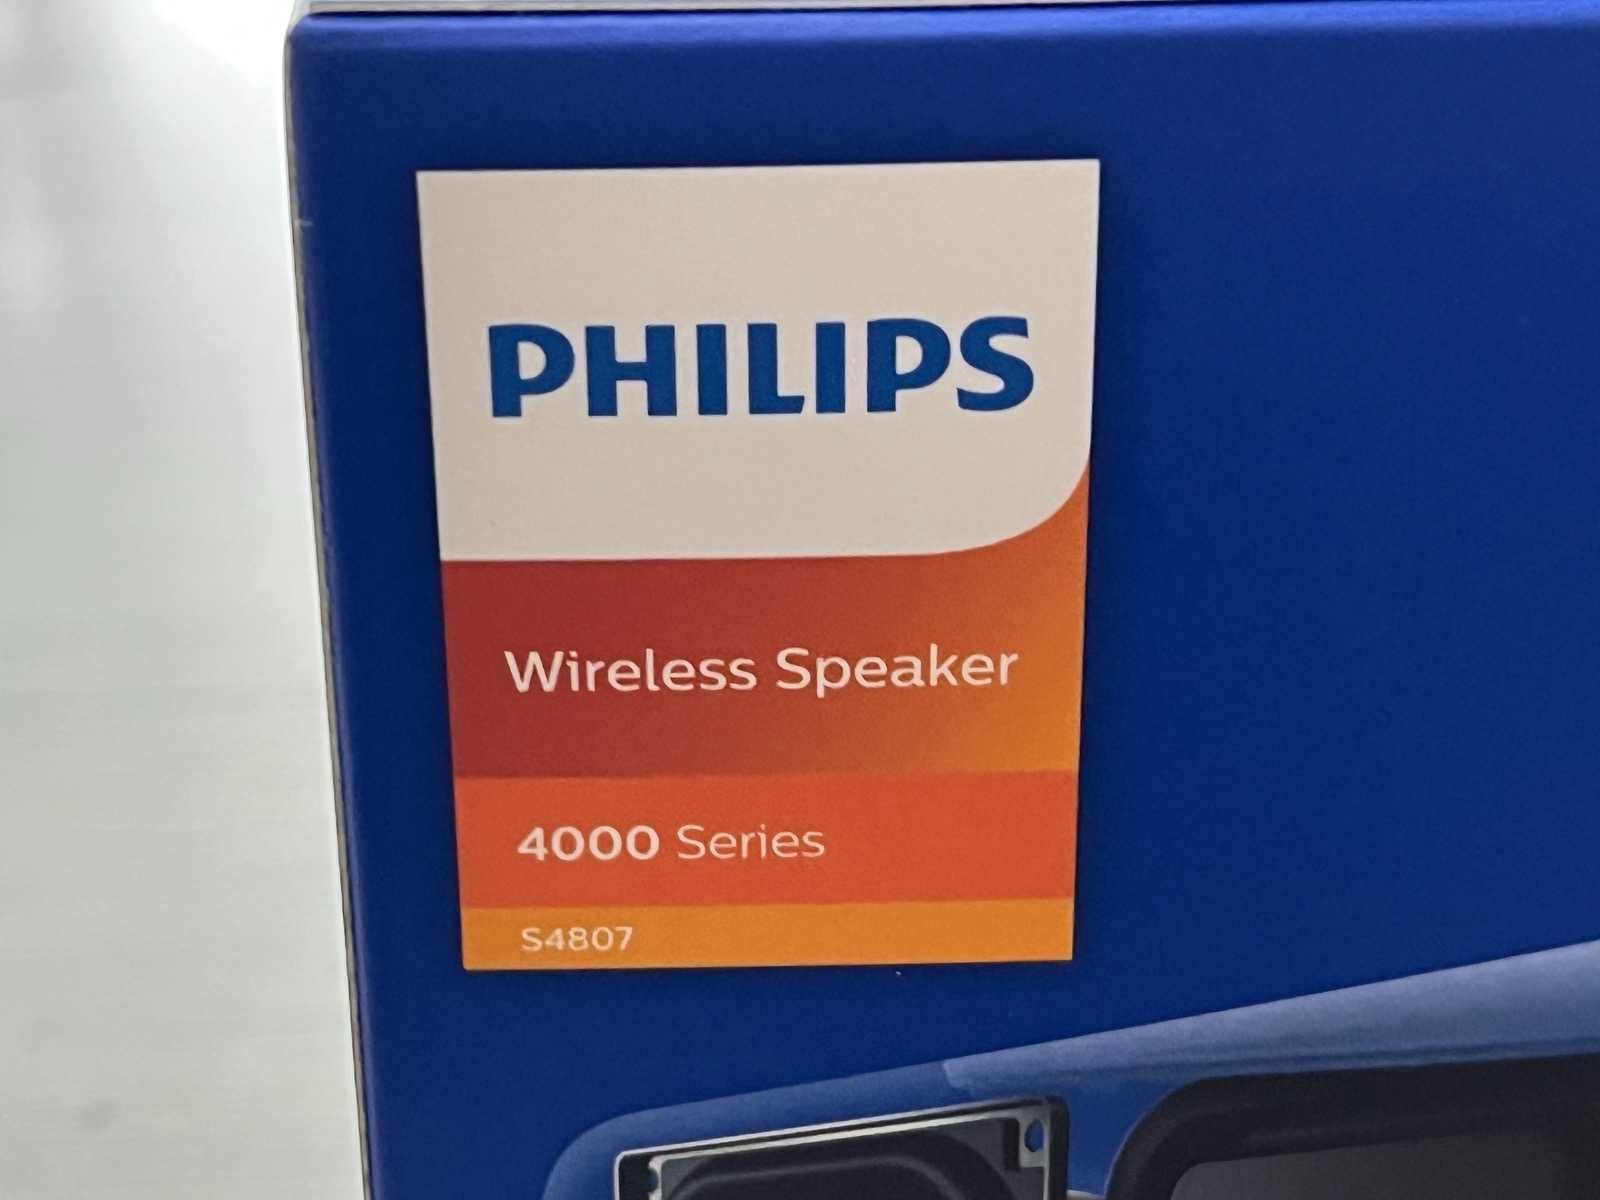 PHILIPS
Wireless Speaker
4000 Series
S4807